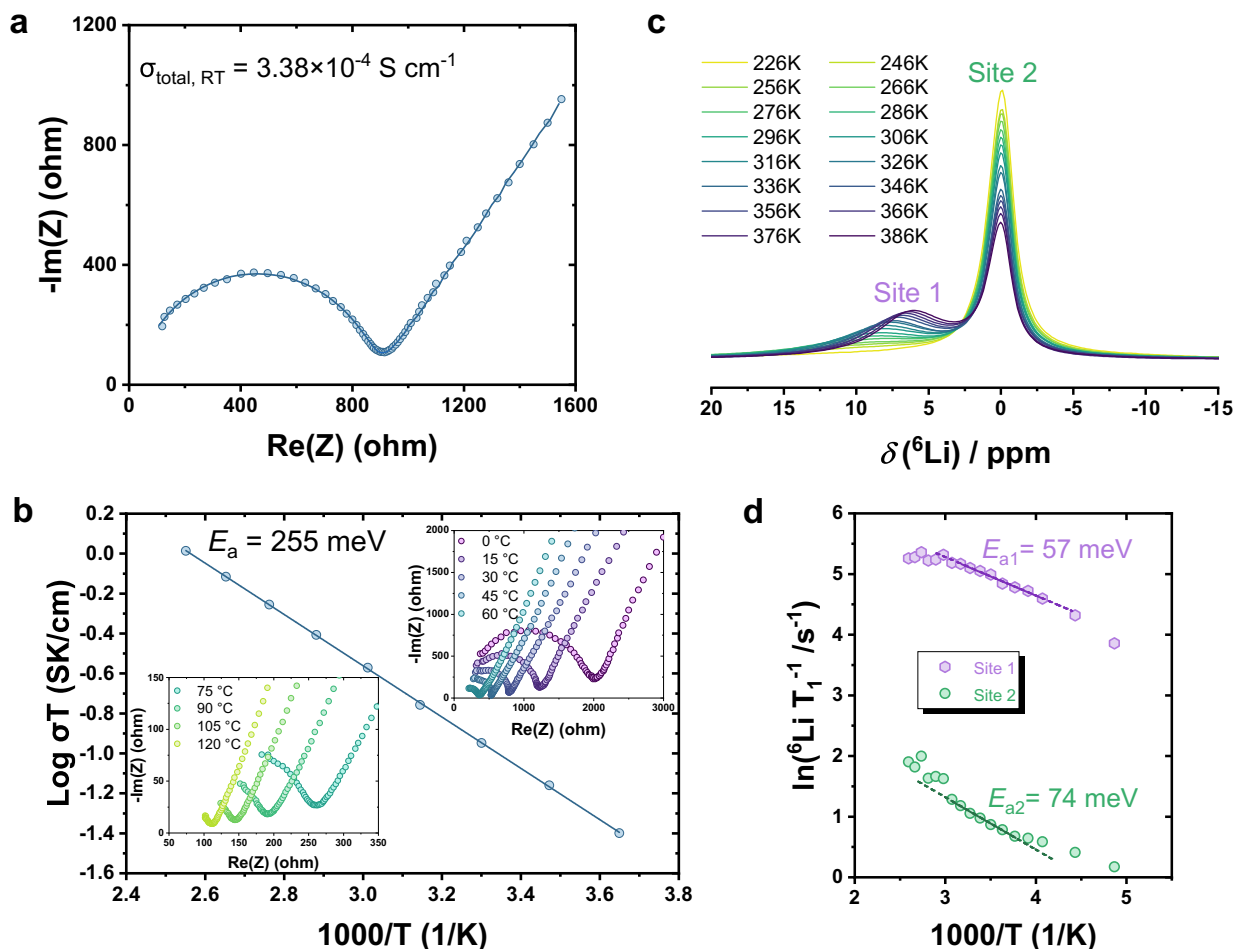 a
1200
800
400
0
0 400 800 1200 1600
-Im(Z) (ohm)
Re(Z) (ohm)
σtotal, RT = 3.38×10-4 S cm-1
c
226K 246K
256K 266K
276K 286K
296K 306K
316K 326K
336K 346K
356K 366K
376K 386K
Site 2
Site 1
20 15 10 5 0 -5 -10 -15
δ (6Li) / ppm
b
0.2
0.0
-0.2
-0.4
-0.6
-0.8
-1.0
-1.2
-1.4
-1.6
2.4 2.6 2.8 3.0 3.2 3.4 3.6 3.8
Log σT (SK/cm)
1000/T (1/K)
Ea = 255 meV
2000
1500
1000
500
0
0 1000 2000 3000
-Im(Z) (ohm)
Re(Z) (ohm)
0 °C
15 °C
30 °C
45 °C
60 °C
150
100
50
0
50 100 150 200 250 300 350
-Im(Z) (ohm)
Re(Z) (ohm)
75 °C
90 °C
105 °C
120 °C
d
6
5
4
3
2
1
0
2 3 4 5
ln(6Li T1-1 /s-1)
1000/T (1/K)
Ea1= 57 meV
Site 1
Site 2
Ea2= 74 meV